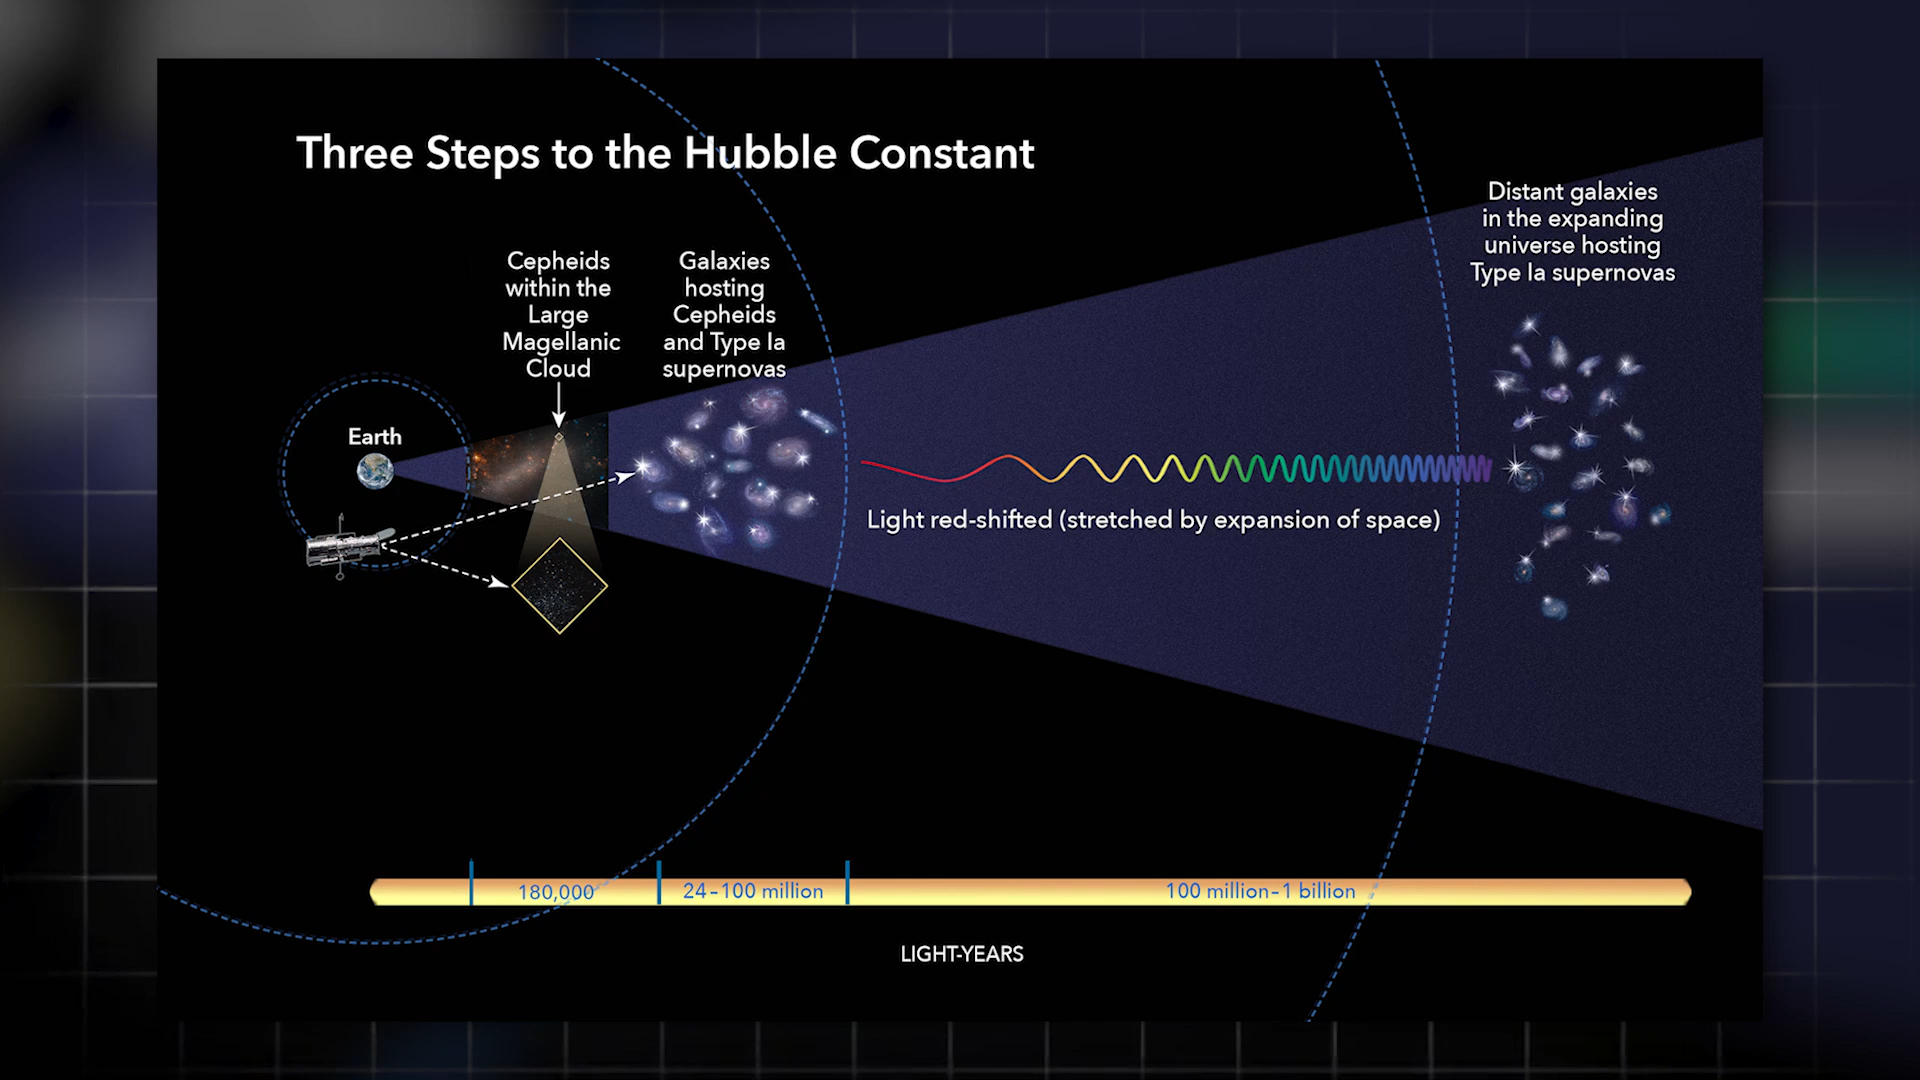 Three Steps to the Hubble Constant
Cepheids
within the
Large
Magellanic
Cloud
Galaxies
hosting
Cepheids
and Type Ia
supernovas
Distant galaxies
in the expanding
universe hosting
Type Ia supernovas
Earth
Light red-shifted (stretched by expansion of space)
180,000
24–100 million
100 million–1 billion
LIGHT-YEARS